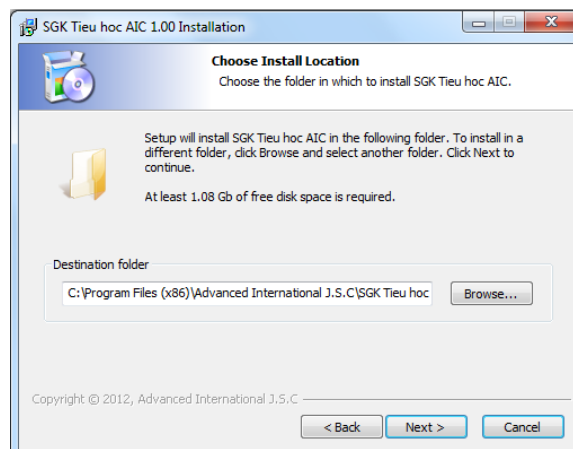 SGK Tieu hoc AIC 1.00 Installation
Choose Install Location
Choose the folder in which to install SGK Tieu hoc AIC.
Setup will install SGK Tieu hoc AIC in the following folder. To install in a
different folder, click Browse and select another folder. Click Next to
continue.
At least 1.08 Gb of free disk space is required.
Destination folder
C:\Program Files (x86)\Advanced International J.S.C\SGK Tieu hoc
Browse...
Copyright © 2012, Advanced International J.S.C
< Back Next > Cancel